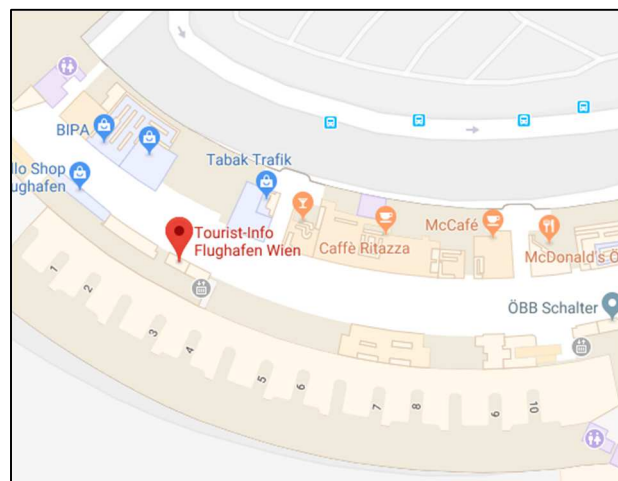 BIPA
Tabak Trafik
llo Shop
ughafen
Tourist-Info
Flughafen Wien
Caffè Ritazza
McCafé
McDonald's Ö
ÖBB Schalter
1
2
3
4
5
6
7
8
9
10